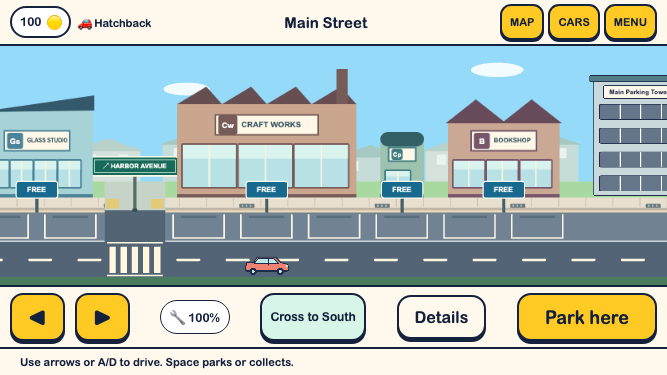 100
Hatchback
Main Street
MAP
CARS
MENU
Main Parking Towe
Gs GLASS STUDIO
Cw CRAFT WORKS
Cp
B BOOKSHOP
HARBOR AVENUE
FREE
FREE
FREE
FREE
◀
▶
100%
Cross to South
Details
Park here
Use arrows or A/D to drive. Space parks or collects.